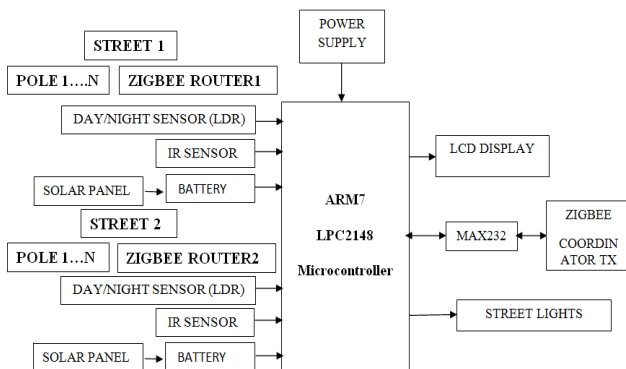 POWER
SUPPLY
STREET 1
POLE 1....N
ZIGBEE ROUTER1
DAY/NIGHT SENSOR (LDR)
IR SENSOR
SOLAR PANEL
BATTERY
STREET 2
POLE 1...N
ZIGBEE ROUTER2
DAY/NIGHT SENSOR (LDR)
IR SENSOR
SOLAR PANEL
BATTERY
ARM7
LPC2148
Microcontroller
LCD DISPLAY
MAX232
ZIGBEE
COORDIN
ATOR TX
STREET LIGHTS